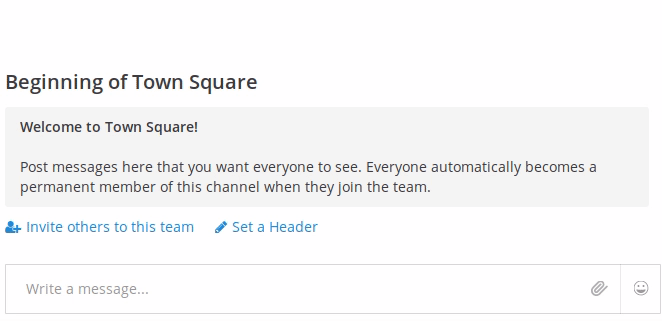 Beginning of Town Square
Welcome to Town Square!
Post messages here that you want everyone to see. Everyone automatically becomes a
permanent member of this channel when they join the team.
Invite others to this team Set a Header
Write a message...